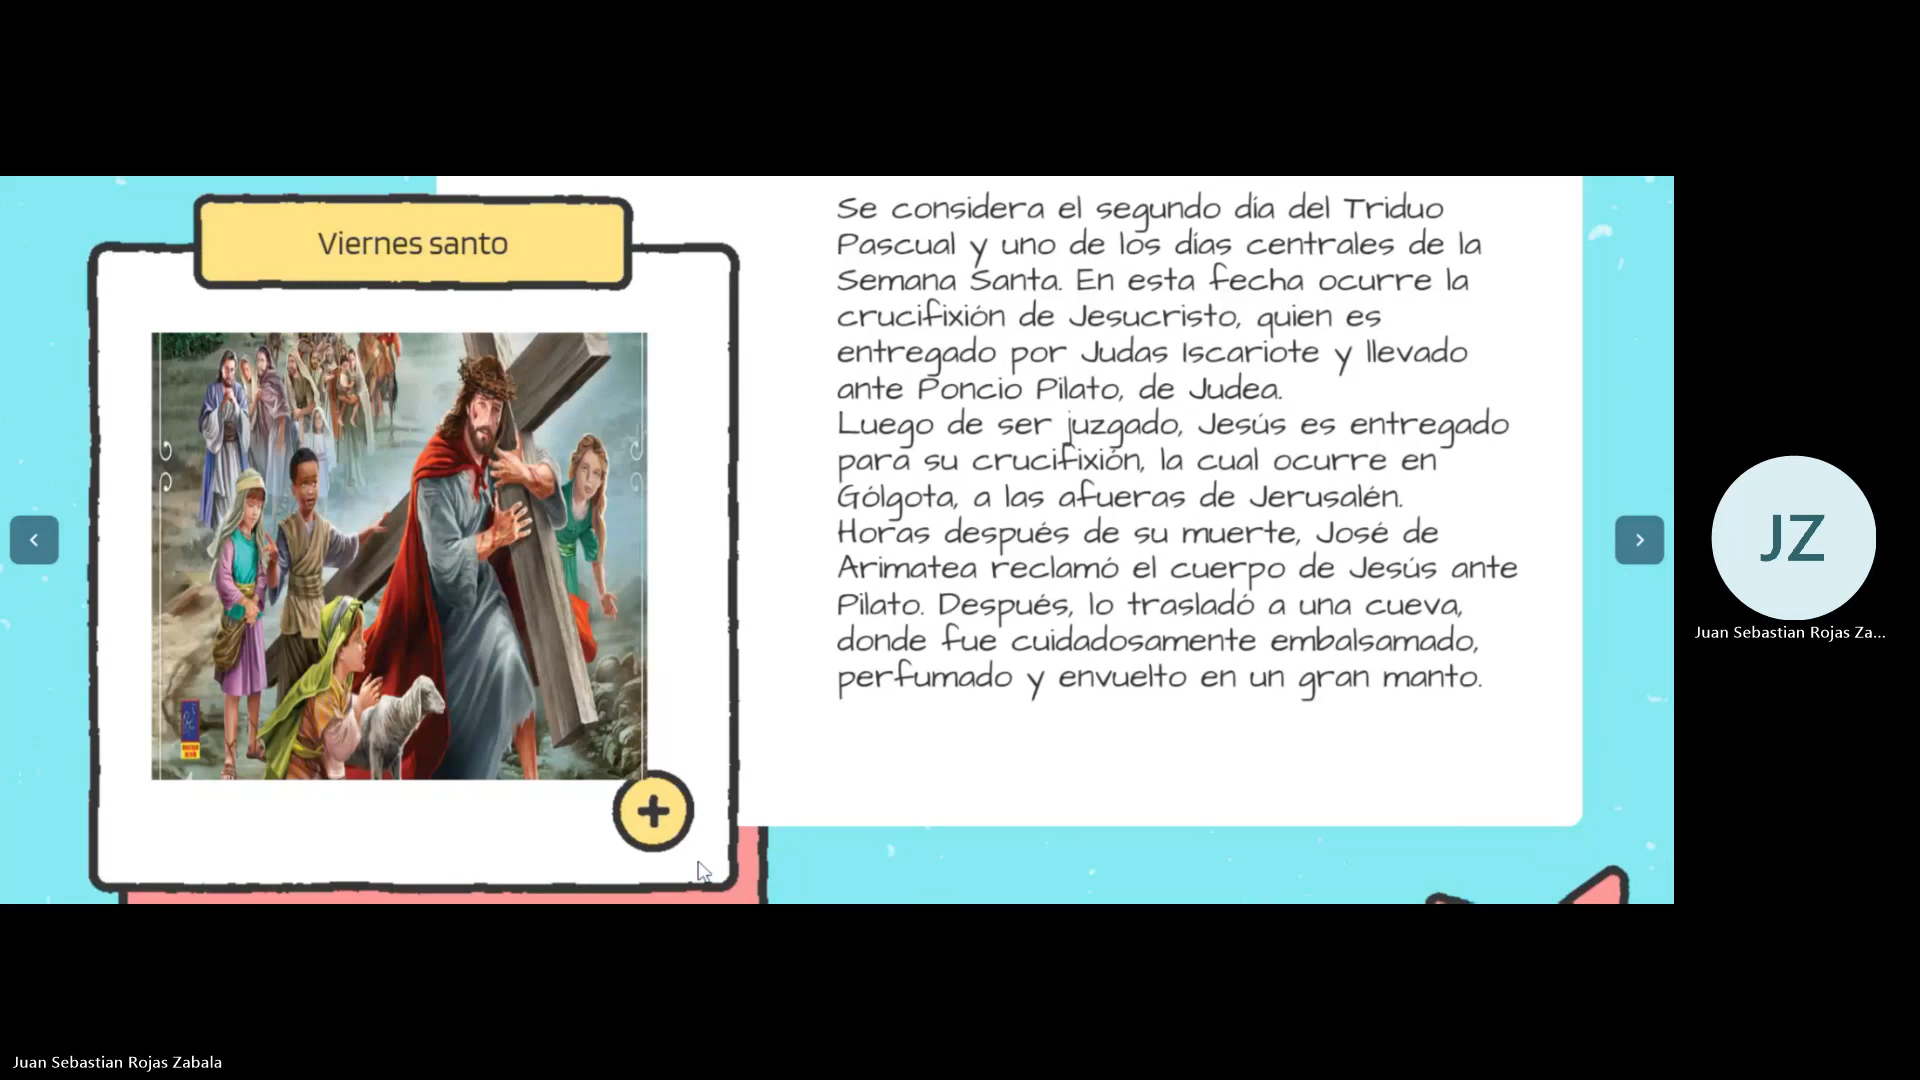 Viernes santo
Se considera el segundo día del Triduo
Pascual y uno de los días centrales de la
Semana Santa. En esta fecha ocurre la
crucifixión de Jesucristo, quien es
entregado por Judas Iscariote y llevado
ante Poncio Pilato, de Judea.
Luego de ser juzgado, Jesús es entregado
para su crucifixión, la cual ocurre en
Gólgota, a las afueras de Jerusalén.
Horas después de su muerte, José de
Arimatea reclamó el cuerpo de Jesús ante
Pilato. Después, lo trasladó a una cueva,
donde fue cuidadosamente embalsamado,
perfumado y envuelto en un gran manto.
JZ
Juan Sebastian Rojas Za...
Juan Sebastian Rojas Zabala